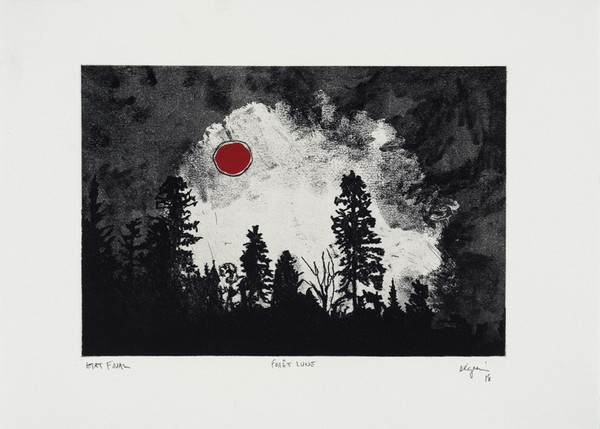 ÉTAT FINAL
FORÊT LUNE
18